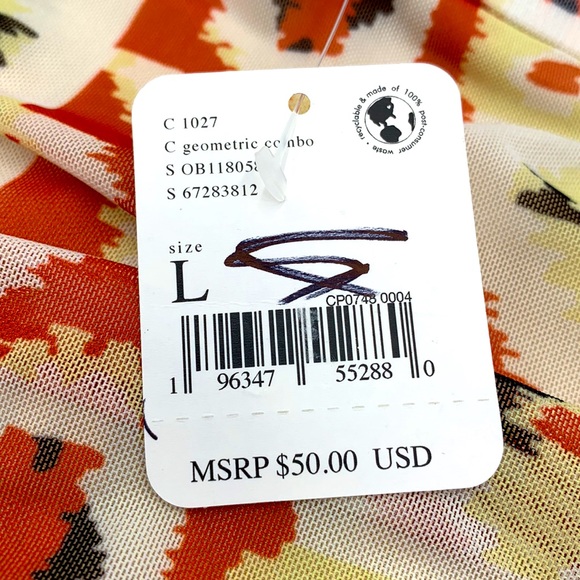 C 1027
C geometric combo
S OB118058
S 67283812
recyclable & made of 100% post-consumer waste •
size
L
CP0748 0004
1 96347 55288 0
MSRP $50.00 USD